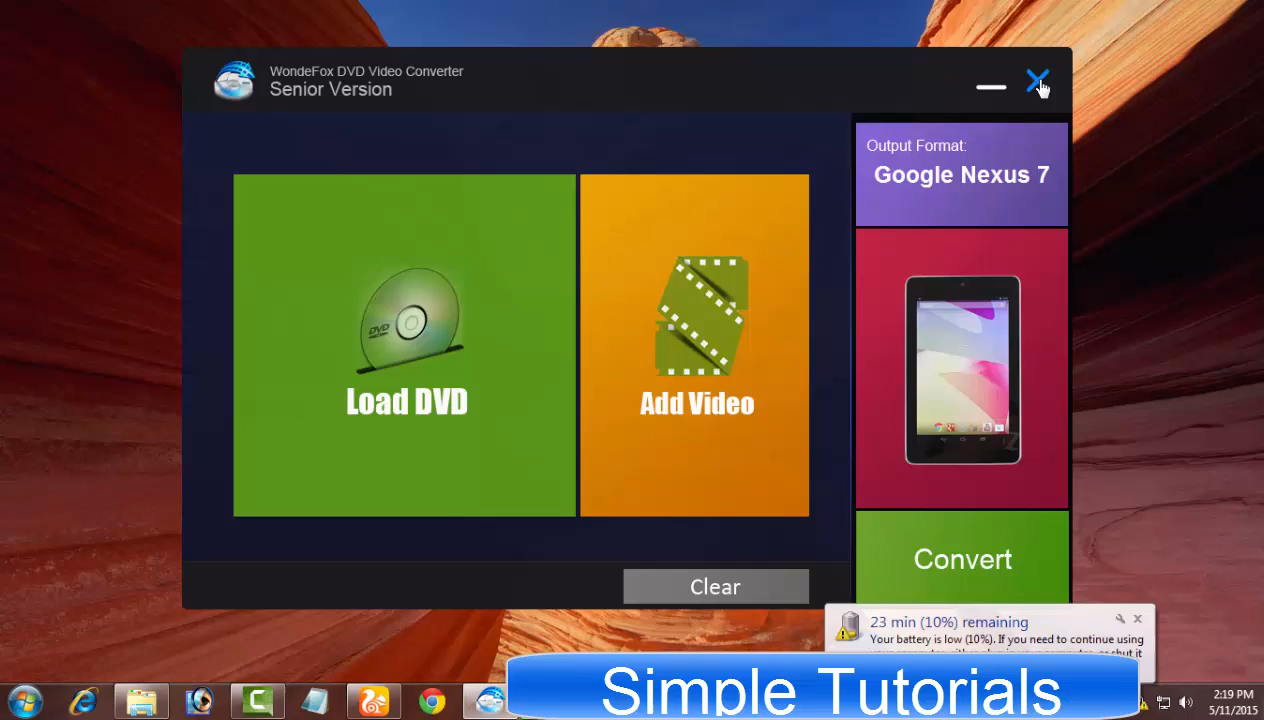 WondeFox DVD Video Converter
Senior Version
Output Format:
Google Nexus 7
DVD
Load DVD
Add Video
Convert
Clear
23 min (10%) remaining
Your battery is low (10%). If you need to continue using
Simple Tutorials
2:19 PM
5/11/2015